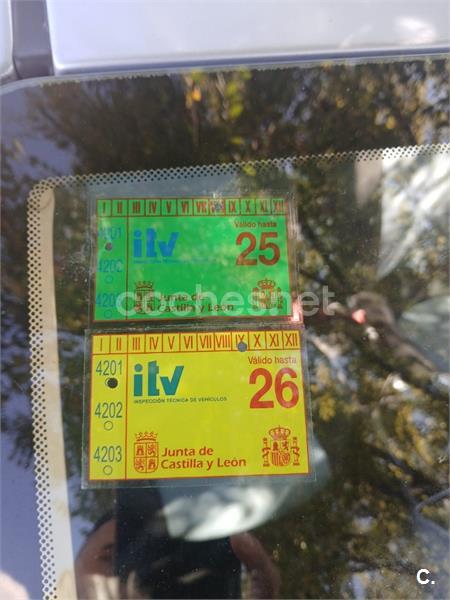 I II III IV V VI VII VIII IX X XI XII
4201
itv
Válido hasta
25
4202
Junta de
Castilla y León
coches.net
I II III IV V VI VII VIII IX X XI XII
4201
itv
INSPECCIÓN TÉCNICA DE VEHÍCULOS
Válido hasta
26
4202
4203
Junta de
Castilla y León
C.